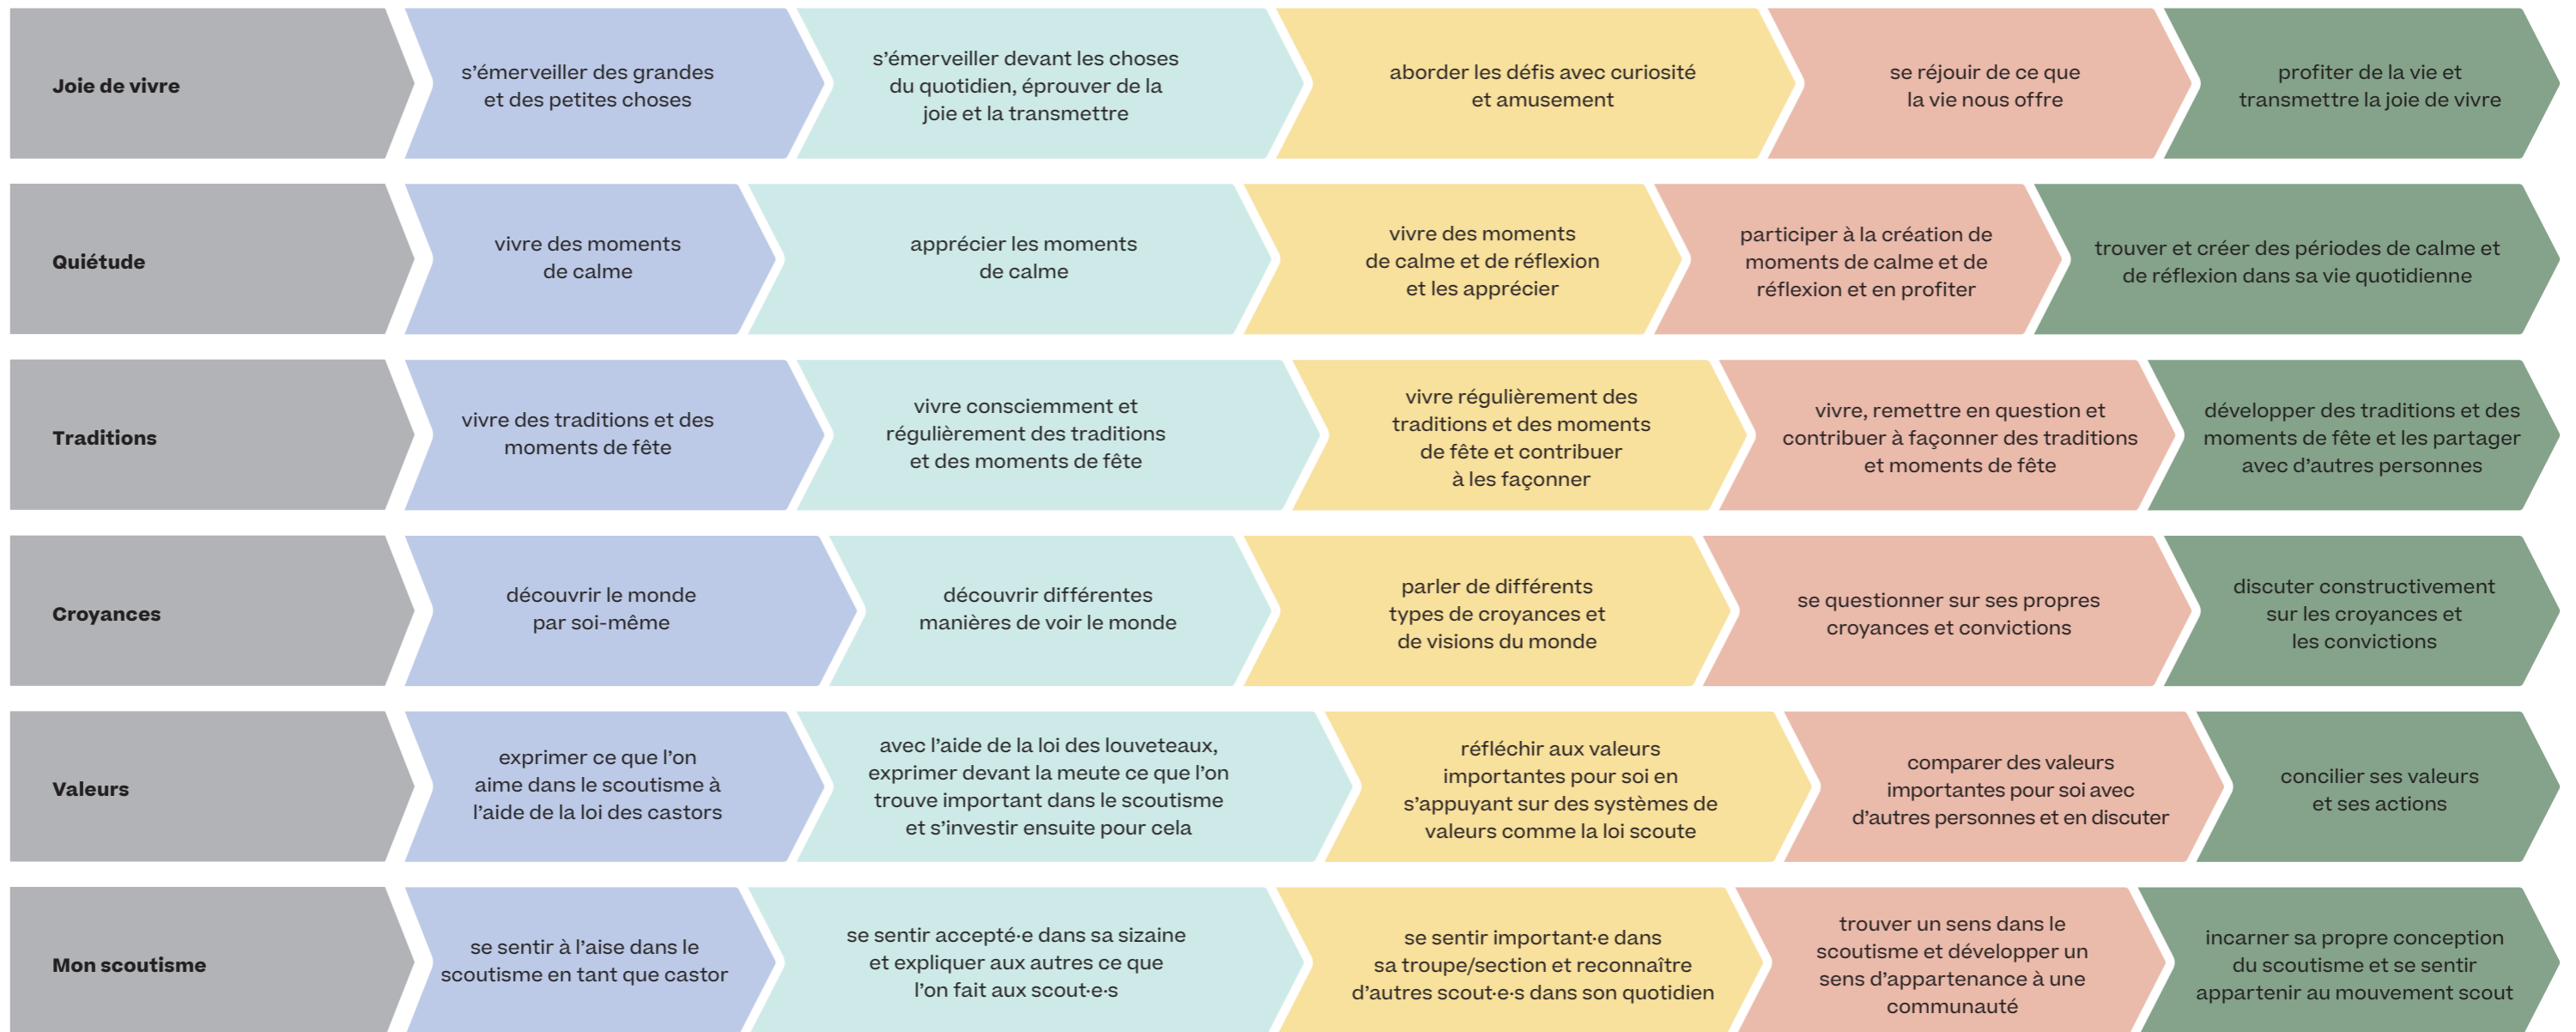 Joie de vivre
s’émerveiller des grandes
et des petites choses
s’émerveiller devant les choses
du quotidien, éprouver de la
joie et la transmettre
aborder les défis avec curiosité
et amusement
se réjouir de ce que
la vie nous offre
profiter de la vie et
transmettre la joie de vivre
Quiétude
vivre des moments
de calme
apprécier les moments
de calme
vivre des moments
de calme et de réflexion
et les apprécier
participer à la création de
moments de calme et de
réflexion et en profiter
trouver et créer des périodes de calme et
de réflexion dans sa vie quotidienne
Traditions
vivre des traditions et des
moments de fête
vivre consciemment et
régulièrement des traditions
et des moments de fête
vivre régulièrement des
traditions et des moments
de fête et contribuer
à les façonner
vivre, remettre en question et
contribuer à façonner des traditions
et moments de fête
développer des traditions et des
moments de fête et les partager
avec d’autres personnes
Croyances
découvrir le monde
par soi-même
découvrir différentes
manières de voir le monde
parler de différents
types de croyances et
de visions du monde
se questionner sur ses propres
croyances et convictions
discuter constructivement
sur les croyances et
les convictions
Valeurs
exprimer ce que l’on
aime dans le scoutisme à
l’aide de la loi des castors
avec l’aide de la loi des louveteaux,
exprimer devant la meute ce que l’on
trouve important dans le scoutisme
et s’investir ensuite pour cela
réfléchir aux valeurs
importantes pour soi en
s’appuyant sur des systèmes de
valeurs comme la loi scoute
comparer des valeurs
importantes pour soi avec
d’autres personnes et en discuter
concilier ses valeurs
et ses actions
Mon scoutisme
se sentir à l’aise dans le
scoutisme en tant que castor
se sentir accepté·e dans sa sizaine
et expliquer aux autres ce que
l’on fait aux scout·e·s
se sentir important·e dans
sa troupe/section et reconnaître
d’autres scout·e·s dans son quotidien
trouver un sens dans le
scoutisme et développer un
sens d’appartenance à une
communauté
incarner sa propre conception
du scoutisme et se sentir
appartenir au mouvement scout